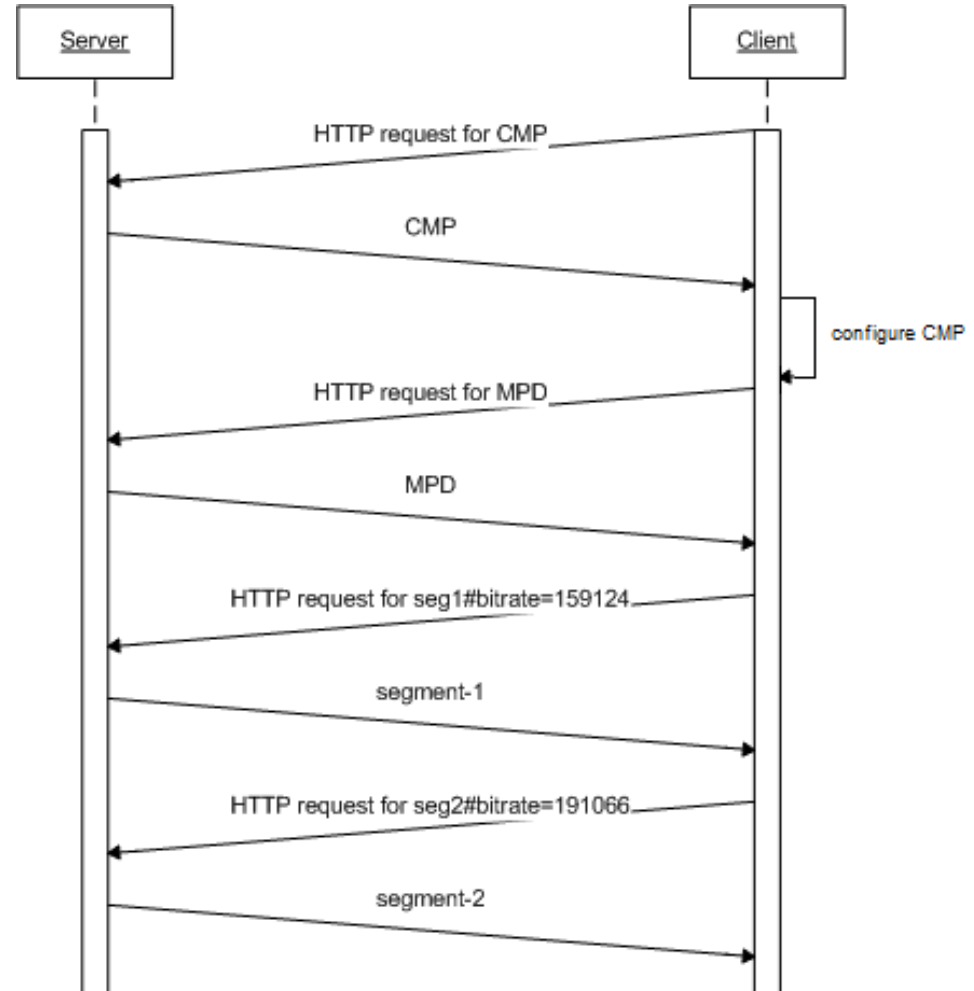 Server
Client
HTTP request for CMP
CMP
configure CMP
HTTP request for MPD
MPD
HTTP request for seg1#bitrate=159124
segment-1
HTTP request for seg2#bitrate=191066
segment-2